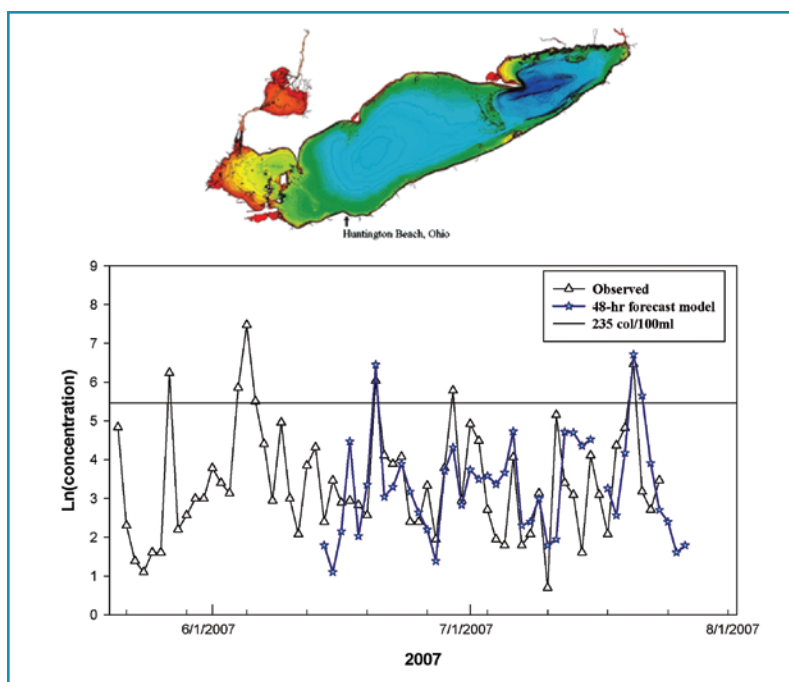 Huntington Beach, Ohio
9
8
7
6
5
4
3
2
1
0
Ln(concentration)
Observed
48-hr forecast model
235 col/100ml
6/1/2007
7/1/2007
8/1/2007
2007